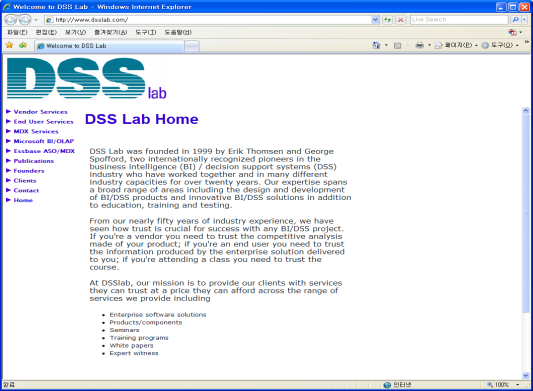 Welcome to DSS Lab - Windows Internet Explorer
http://www.dsslab.com/
Live Search
파일(F) 편집(E) 보기(V) 즐겨찾기(A) 도구(T) 도움말(H)
Welcome to DSS Lab
페이지(P) 도구(O)
DSS lab
Vendor Services
End User Services
MDX Services
Microsoft BI/OLAP
Essbase ASO/MDX
Publications
Founders
Clients
Contact
Home
DSS Lab Home
DSS Lab was founded in 1999 by Erik Thomsen and George
Spofford, two internationally recognized pioneers in the
business intelligence (BI) / decision support systems (DSS)
industry who have worked together and in many different
industry capacities for over twenty years. Our expertise spans
a broad range of areas including the design and development
of BI/DSS products and innovative BI/DSS solutions in addition
to education, training and testing.
From our nearly fifty years of industry experience, we have
seen how trust is crucial for success with any BI/DSS project.
If you're a vendor you need to trust the competitive analysis
made of your product; if you're an end user you need to trust
the information produced by the enterprise solution delivered
to you; if you're attending a class you need to trust the
course.
At DSSlab, our mission is to provide our clients with services
they can trust at a price they can afford across the range of
services we provide including
• Enterprise software solutions
• Products/components
• Seminars
• Training programs
• White papers
• Expert witness
완료
인터넷
100%